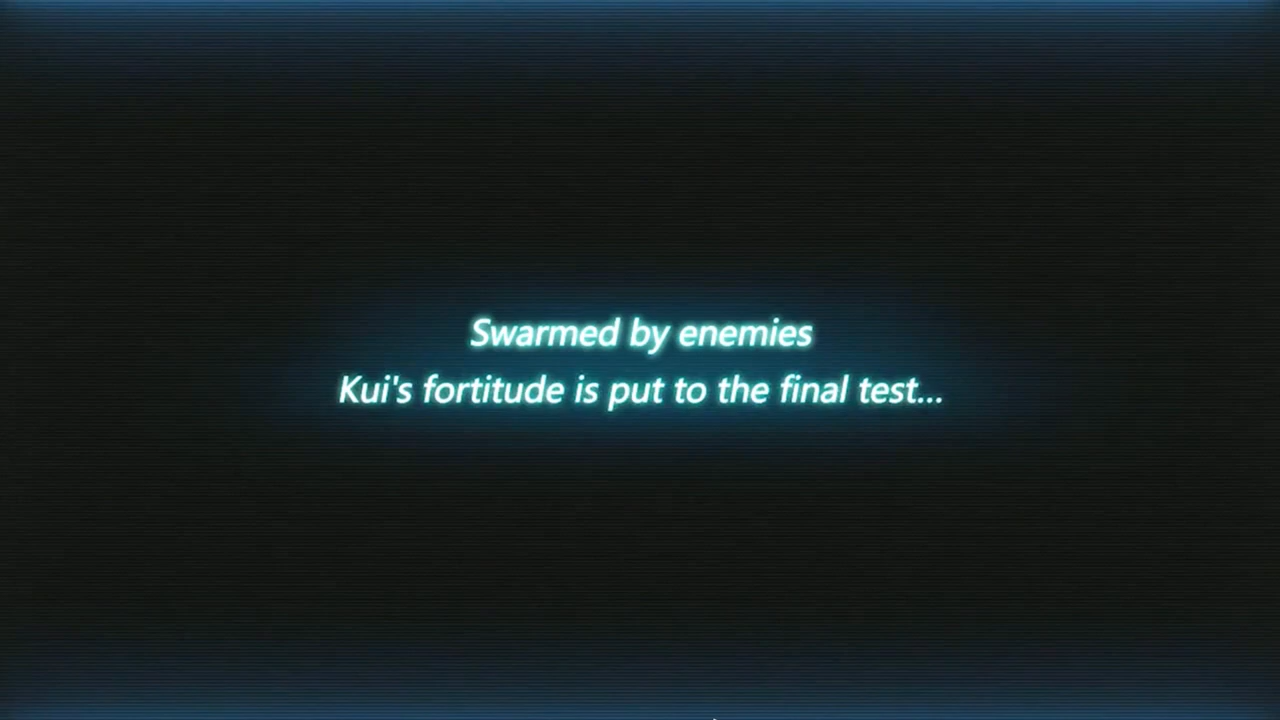 Swarmed by enemies
Kui's fortitude is put to the final test...